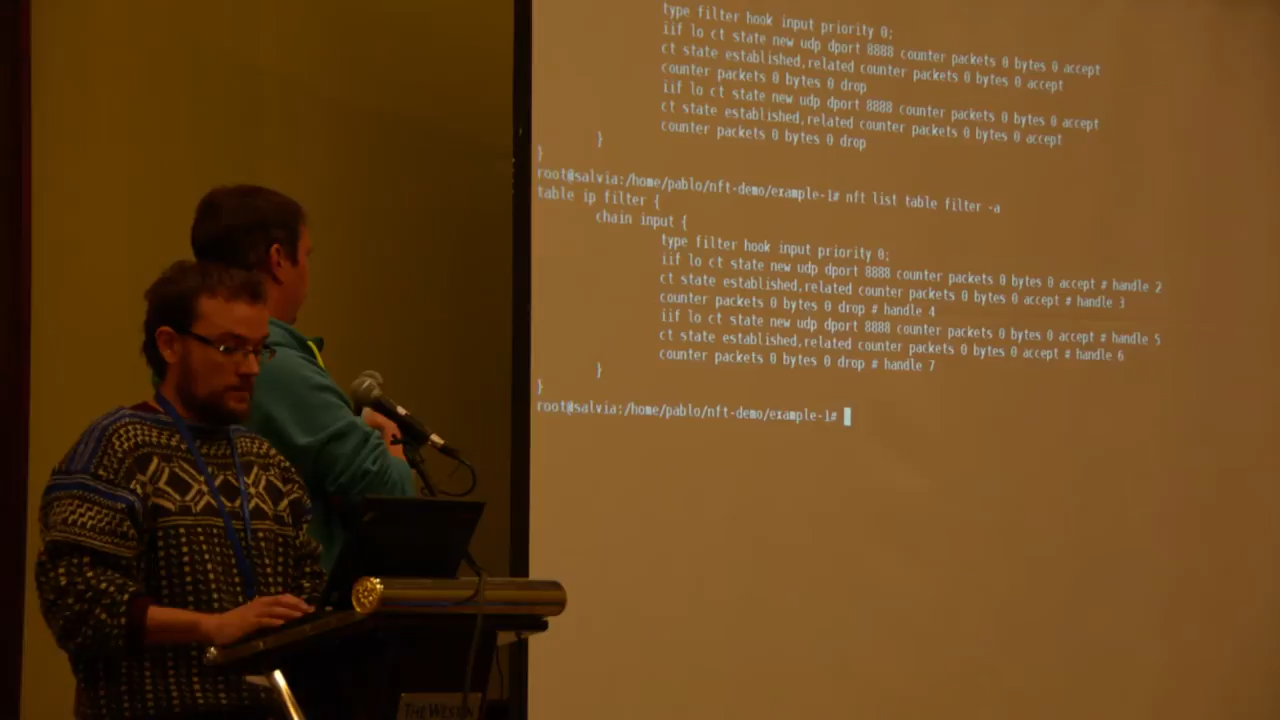 type filter hook input priority 0;
iif lo ct state new udp dport 8888 counter packets 0 bytes 0 accept
ct state established,related counter packets 0 bytes 0 accept
counter packets 0 bytes 0 drop
iif lo ct state new udp dport 8888 counter packets 0 bytes 0 accept
ct state established,related counter packets 0 bytes 0 accept
counter packets 0 bytes 0 drop
}
}
root@salvia:/home/pablo/nft-demo/example-1# nft list table filter -a
table ip filter {
chain input {
type filter hook input priority 0;
iif lo ct state new udp dport 8888 counter packets 0 bytes 0 accept # handle 2
ct state established,related counter packets 0 bytes 0 accept # handle 3
counter packets 0 bytes 0 drop # handle 4
iif lo ct state new udp dport 8888 counter packets 0 bytes 0 accept # handle 5
ct state established,related counter packets 0 bytes 0 accept # handle 6
counter packets 0 bytes 0 drop # handle 7
}
}
root@salvia:/home/pablo/nft-demo/example-1#
THE WESTIN